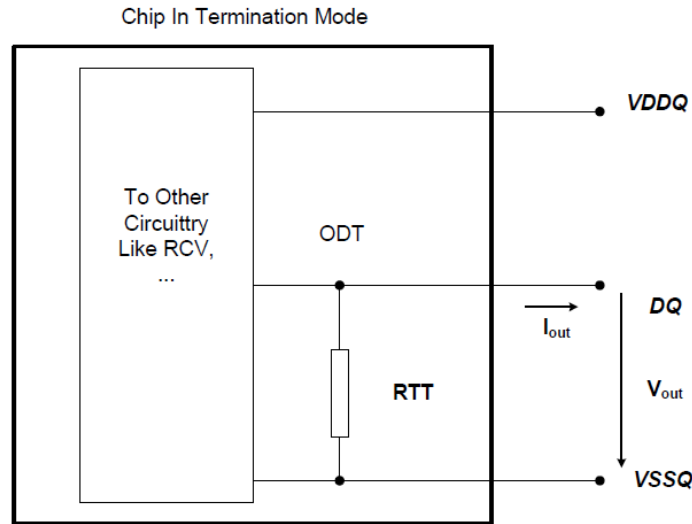 Chip In Termination Mode
VDDQ
To Other
Circuittry
Like RCV,
...
ODT
DQ
Iout
RTT
Vout
VSSQ